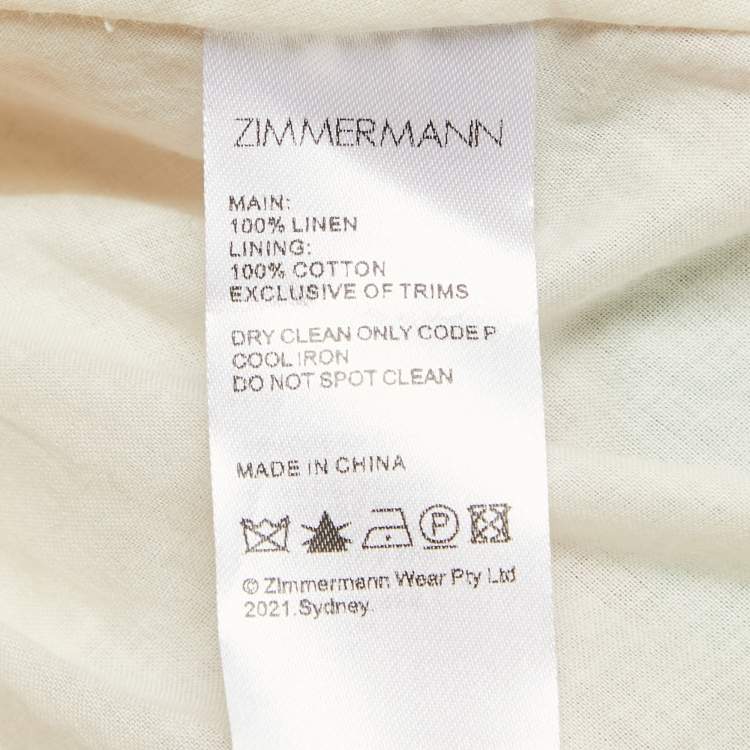 ZIMMERMANN
MAIN:
100% LINEN
LINING:
100% COTTON
EXCLUSIVE OF TRIMS
DRY CLEAN ONLY CODE P
COOL IRON
DO NOT SPOT CLEAN
MADE IN CHINA
P
© Zimmermann Wear Pty Ltd
2021.Sydney.